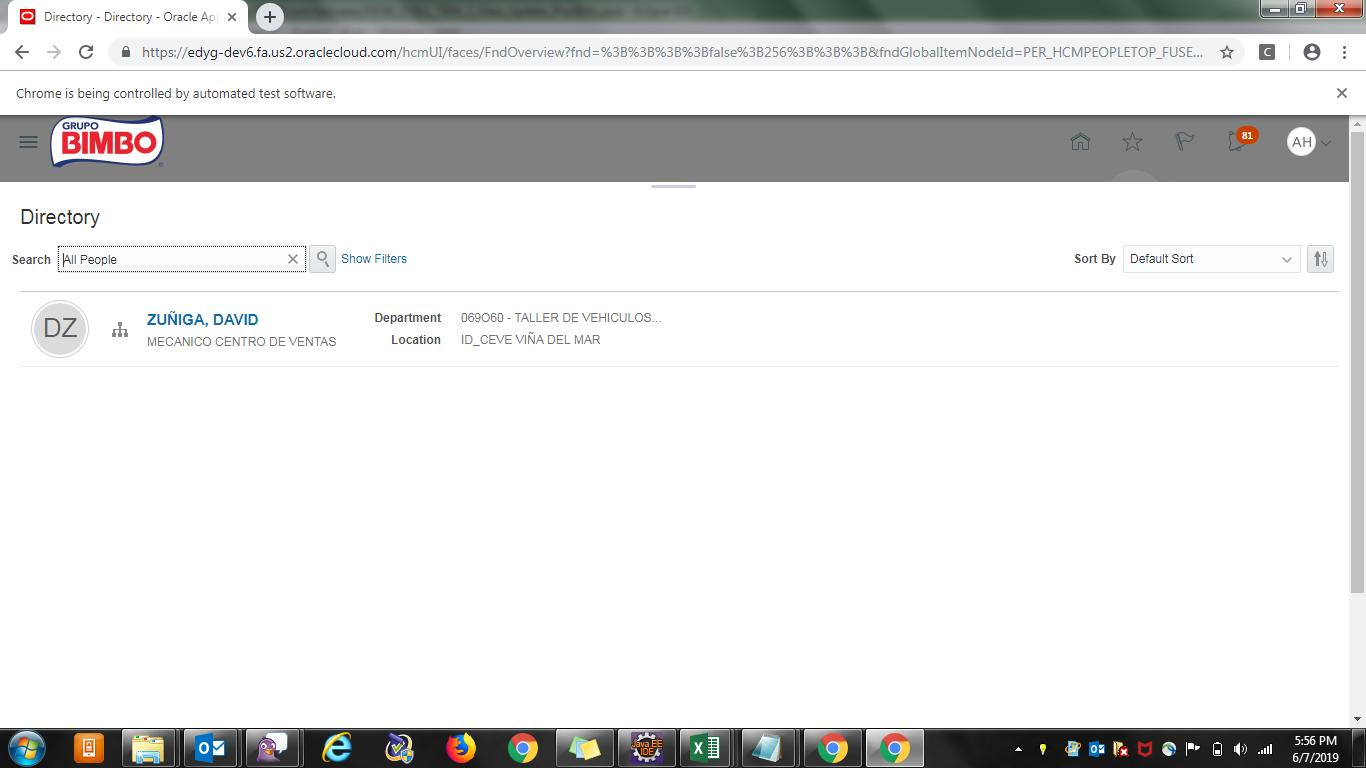 Directory - Directory - Oracle Ap
https://edyg-dev6.fa.us2.oraclecloud.com/hcmUI/faces/FndOverview?fnd=%3B%3B%3B%3Bfalse%3B256%3B%3B%3B&fndGlobalItemNodeId=PER_HCMPEOPLETOP_FUSE...
C
Chrome is being controlled by automated test software.
GRUPO
BIMBO
81
AH
Directory
Search All People Show Filters Sort By Default Sort
DZ
ZUÑIGA, DAVID Department 069O60 - TALLER DE VEHICULOS...
MECANICO CENTRO DE VENTAS Location ID_CEVE VIÑA DEL MAR
Java EE
IDE
5:56 PM
6/7/2019